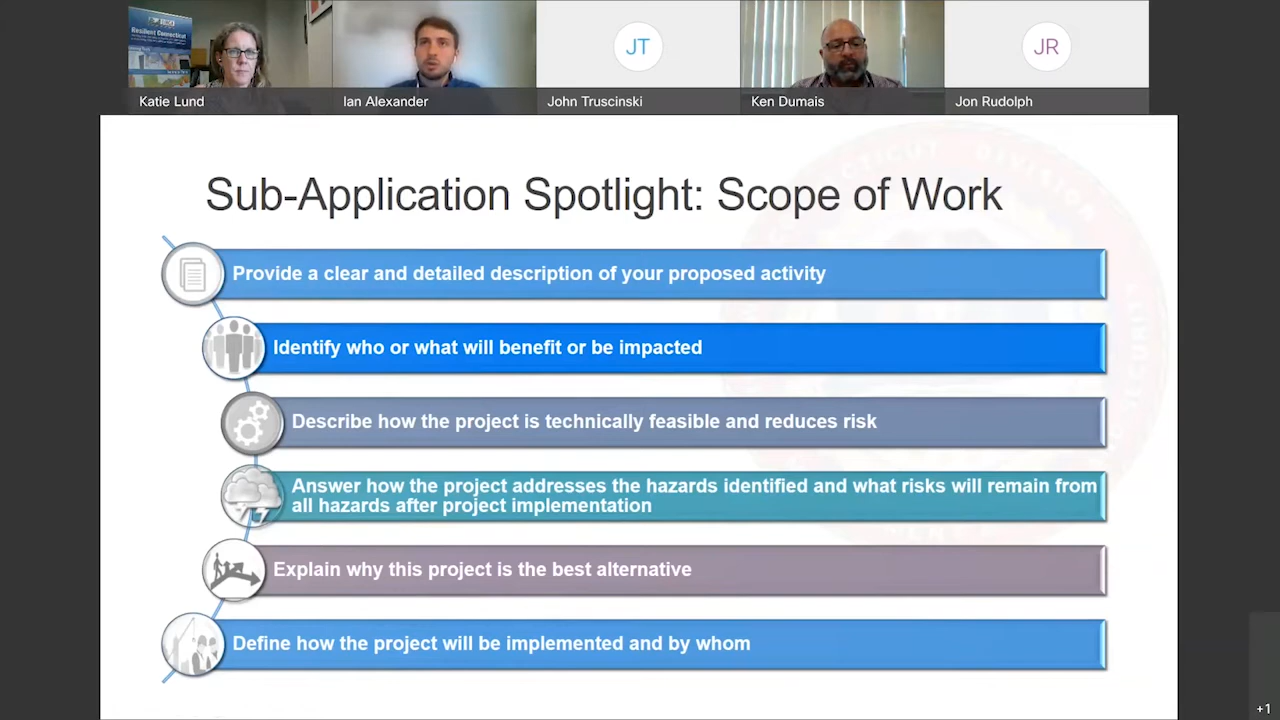 Resilient Connecticut
JT
JR
Katie Lund
Ian Alexander
John Truscinski
Ken Dumais
Jon Rudolph
Sub-Application Spotlight: Scope of Work
Provide a clear and detailed description of your proposed activity
Identify who or what will benefit or be impacted
Describe how the project is technically feasible and reduces risk
Answer how the project addresses the hazards identified and what risks will remain from
all hazards after project implementation
Explain why this project is the best alternative
Define how the project will be implemented and by whom
+1